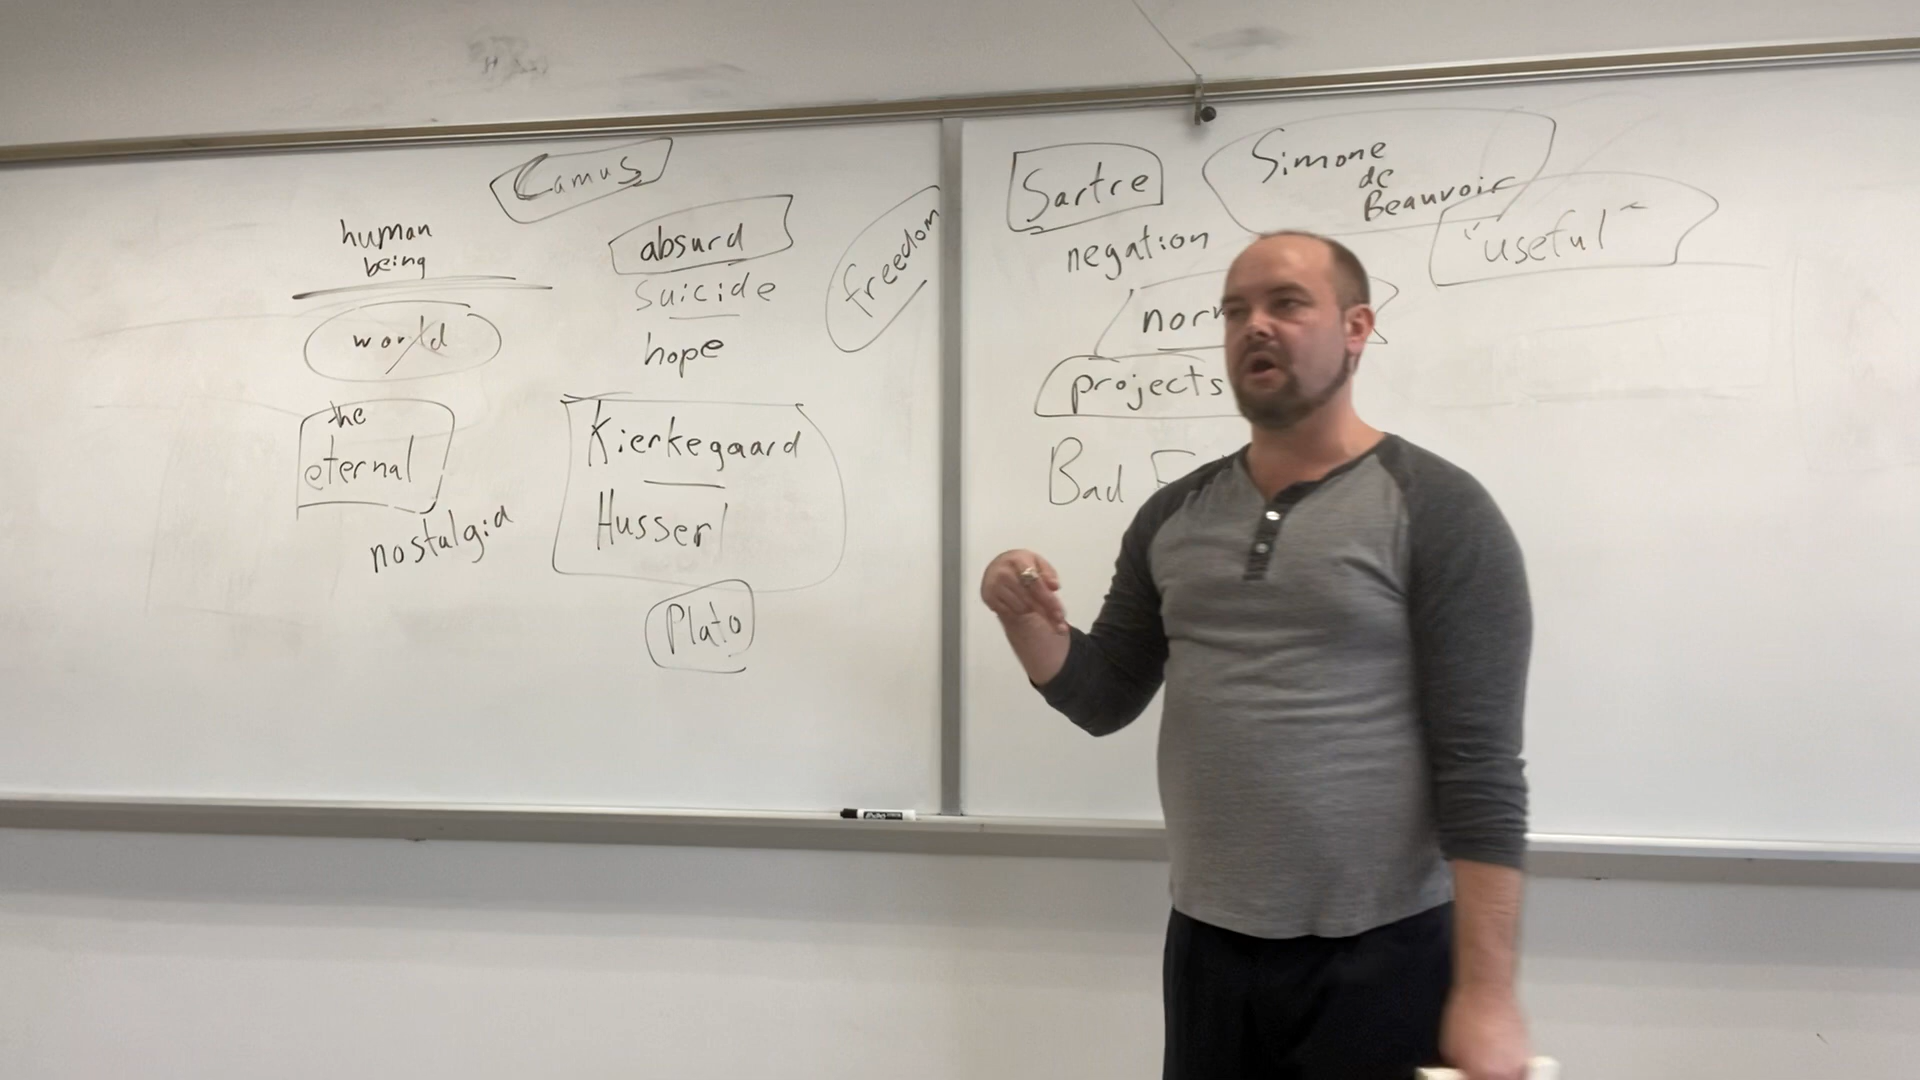 Camus
human
being
world
the
eternal
nostalgia
absurd
suicide
hope
Kierkegaard
Husserl
Plato
freedom
Sartre
negation
projects
Bad
Simone
de
Beauvoir
"useful"